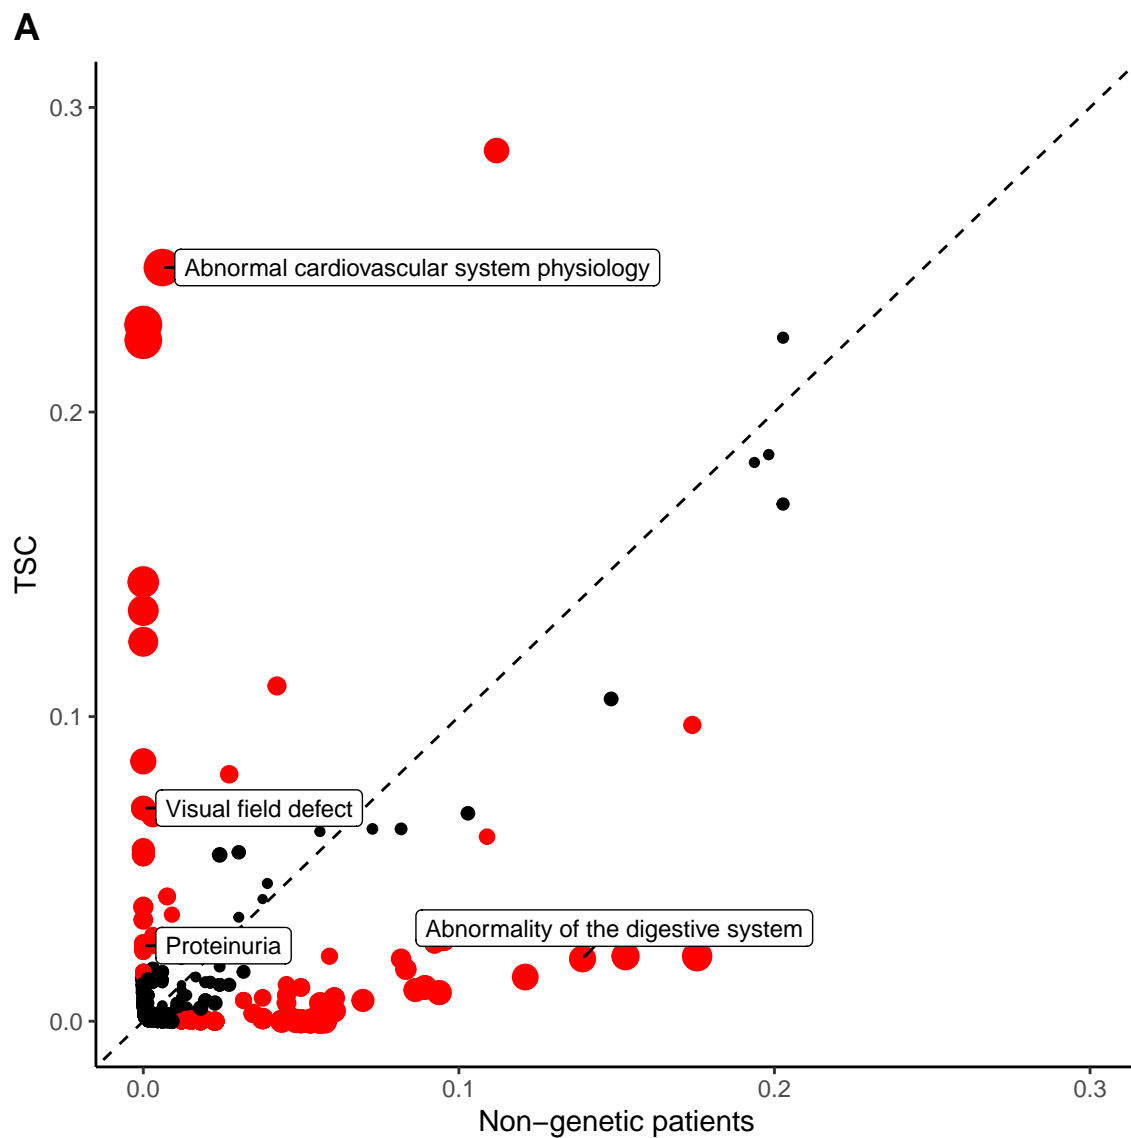 A
0.3
Abnormal cardiovascular system physiology
0.2
TSC
0.1
Visual field defect
Abnormality of the digestive system
Proteinuria
0.0
0.0 0.1 0.2 0.3
Non−genetic patients